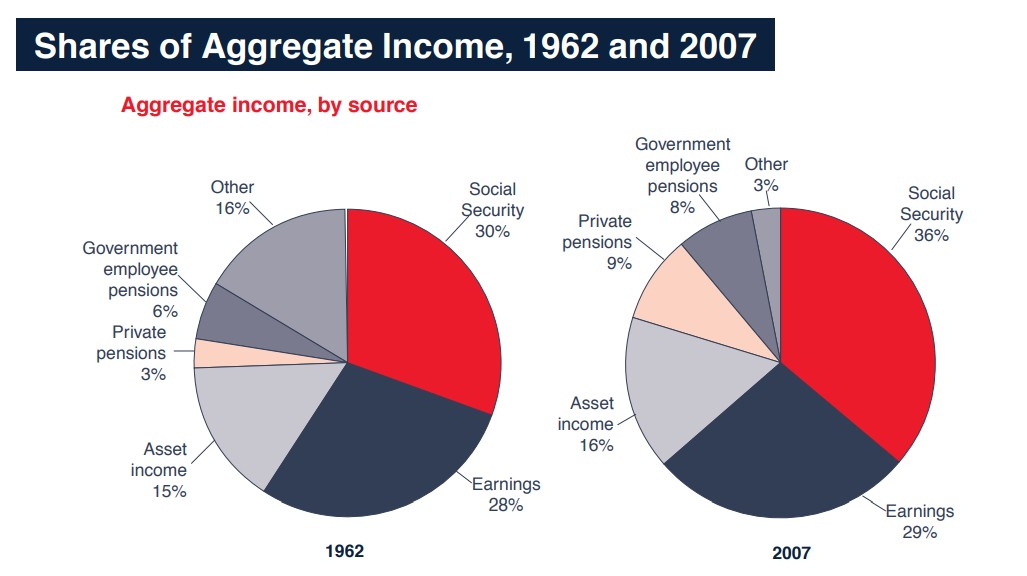 Shares of Aggregate Income, 1962 and 2007
Aggregate income, by source
Other
16%
Social
Security
30%
Government
employee
pensions
6%
Private
pensions
3%
Asset
income
15%
Earnings
28%
1962
Government
employee
pensions
8%
Other
3%
Social
Security
36%
Private
pensions
9%
Asset
income
16%
Earnings
29%
2007